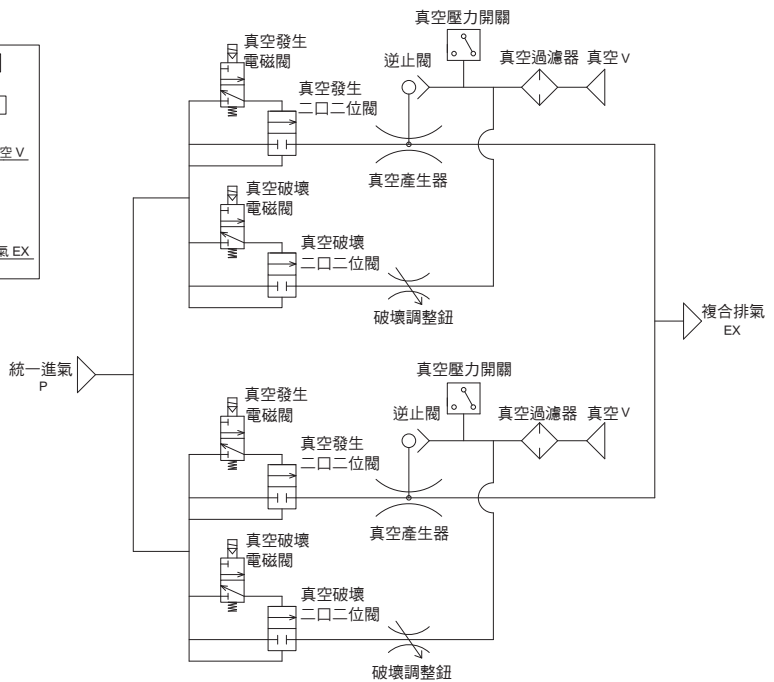 真空壓力開關
真空發生
電磁閥
逆止閥
真空過濾器
真空 V
真空發生
二口二位閥
空 V
真空產生器
真空破壞
電磁閥
真空破壞
二口二位閥
氣 EX
破壞調整鈕
複合排氣
EX
統一進氣
P
真空壓力開關
真空發生
電磁閥
逆止閥
真空過濾器
真空 V
真空發生
二口二位閥
真空產生器
真空破壞
電磁閥
真空破壞
二口二位閥
破壞調整鈕